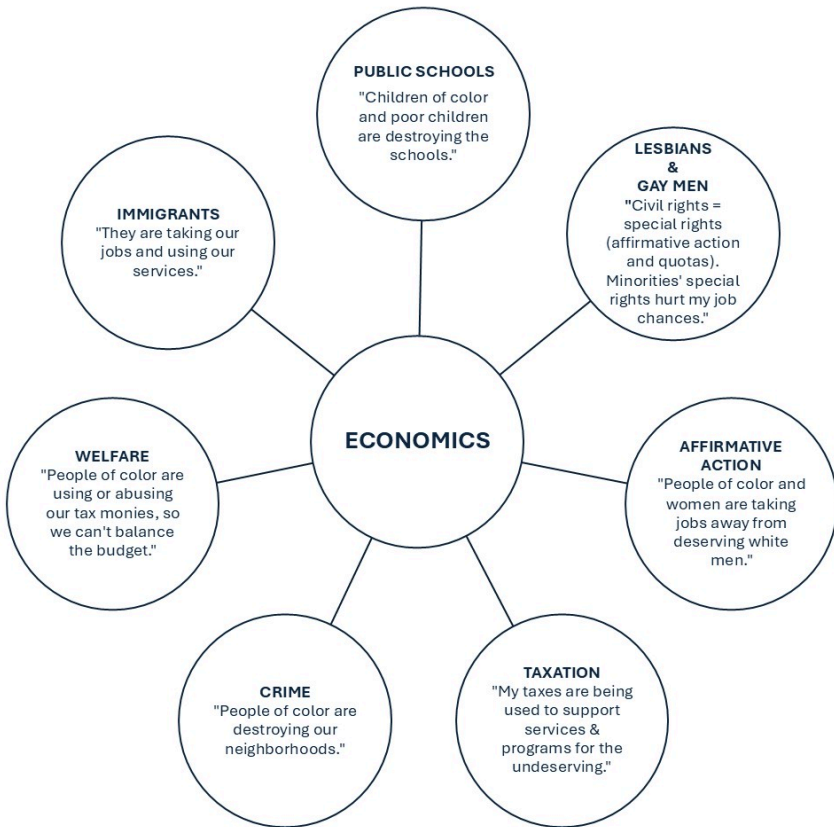 PUBLIC SCHOOLS
"Children of color
and poor children
are destroying the
schools."
LESBIANS
&
GAY MEN
"Civil rights =
special rights
(affirmative action
and quotas).
Minorities' special
rights hurt my job
chances."
IMMIGRANTS
"They are taking our
jobs and using our
services."
ECONOMICS
WELFARE
"People of color are
using or abusing
our tax monies, so
we can't balance
the budget."
AFFIRMATIVE
ACTION
"People of color and
women are taking
jobs away from
deserving white
men."
CRIME
"People of color are
destroying our
neighborhoods."
TAXATION
"My taxes are being
used to support
services &
programs for the
undeserving."